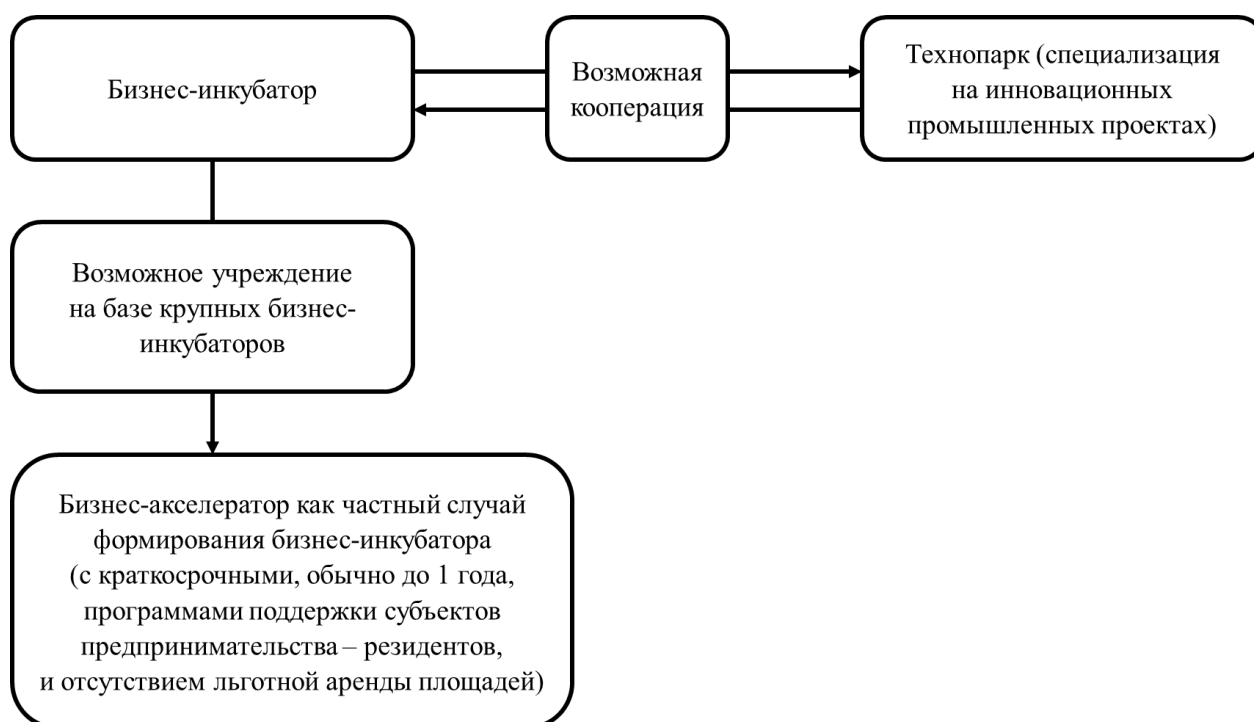 Бизнес-инкубатор
Возможная
кооперация
Технопарк (специализация
на инновационных
промышленных проектах)
Возможное учреждение
на базе крупных бизнес-
инкубаторов
Бизнес-акселератор как частный случай
формирования бизнес-инкубатора
(с краткосрочными, обычно до 1 года,
программами поддержки субъектов
предпринимательства – резидентов,
и отсутствием льготной аренды площадей)